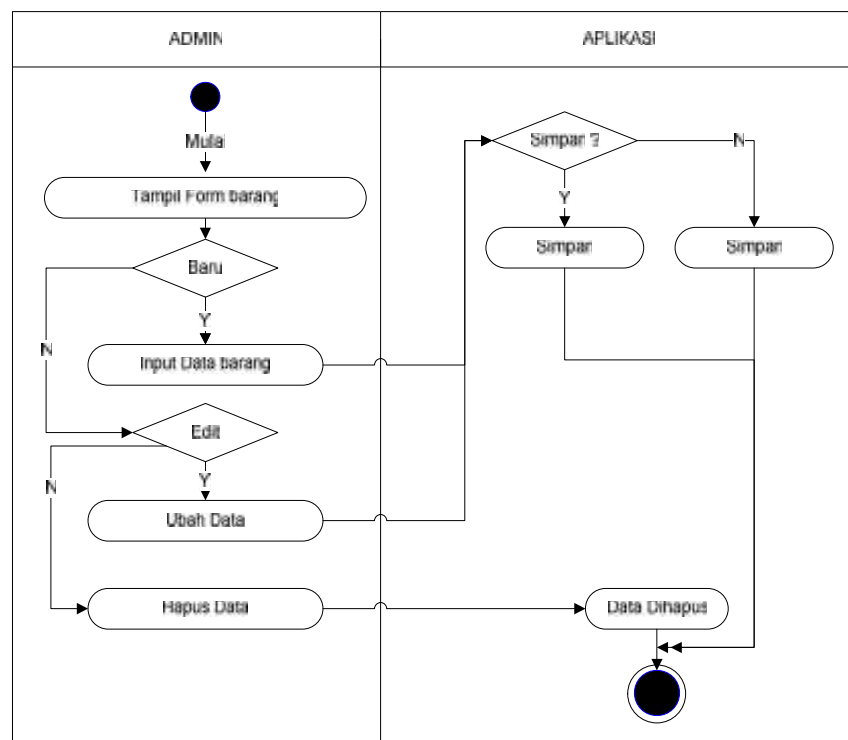 ADMIN
APLIKASI
Mulai
Simpan ?
N
Tampil Form barang
Y
Simpan
Simpan
Baru
Y
N
Input Data barang
Edit
Y
N
Ubah Data
Hapus Data
Data Dihapus